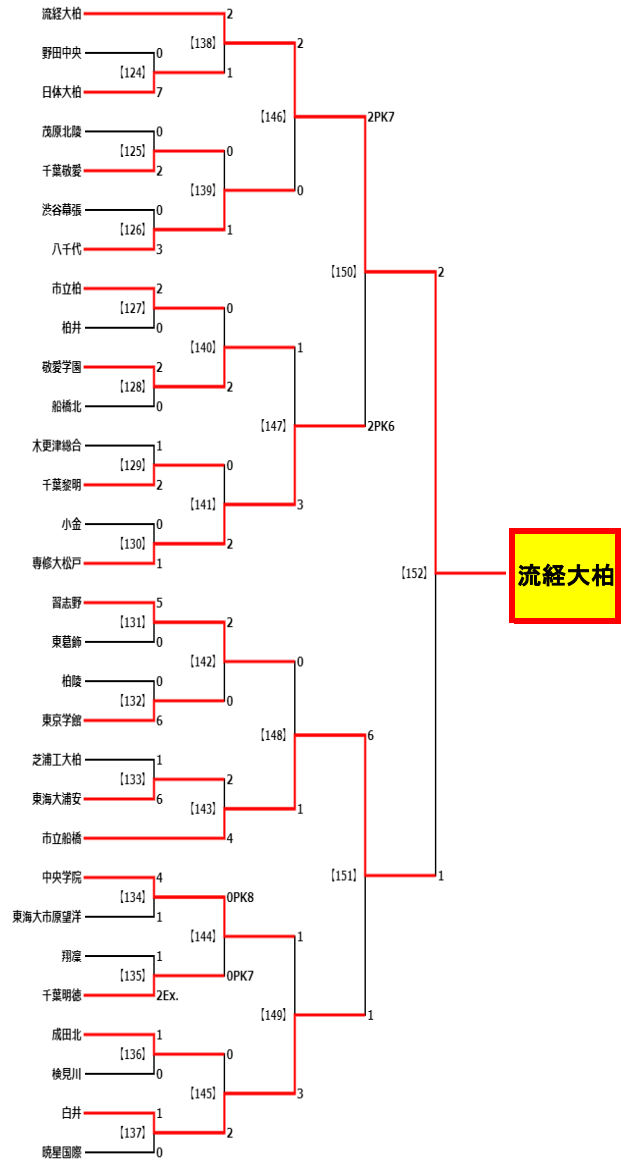 流経大柏
2
【138】
2
野田中央
0
【124】
1
日体大柏
7
【146】
2PK7
茂原北陵
0
【125】
0
千葉敬愛
2
【139】
0
渋谷幕張
0
【126】
1
八千代
3
【150】
2
市立柏
2
【127】
0
柏井
0
【140】
1
敬愛学園
2
【128】
2
船橋北
0
【147】
2PK6
木更津総合
1
【129】
0
千葉黎明
2
【141】
3
小金
0
【130】
2
専修大松戸
1
【152】
流経大柏
習志野
5
【131】
2
東葛飾
0
【142】
0
柏陵
0
【132】
0
東京学館
6
【148】
6
芝浦工大柏
1
【133】
2
東海大浦安
6
【143】
1
市立船橋
4
【151】
1
中央学院
4
【134】
0PK8
東海大市原望洋
1
【144】
1
翔凜
1
【135】
0PK7
千葉明徳
2Ex.
【149】
1
成田北
1
【136】
0
検見川
0
【145】
3
白井
1
【137】
2
暁星国際
0